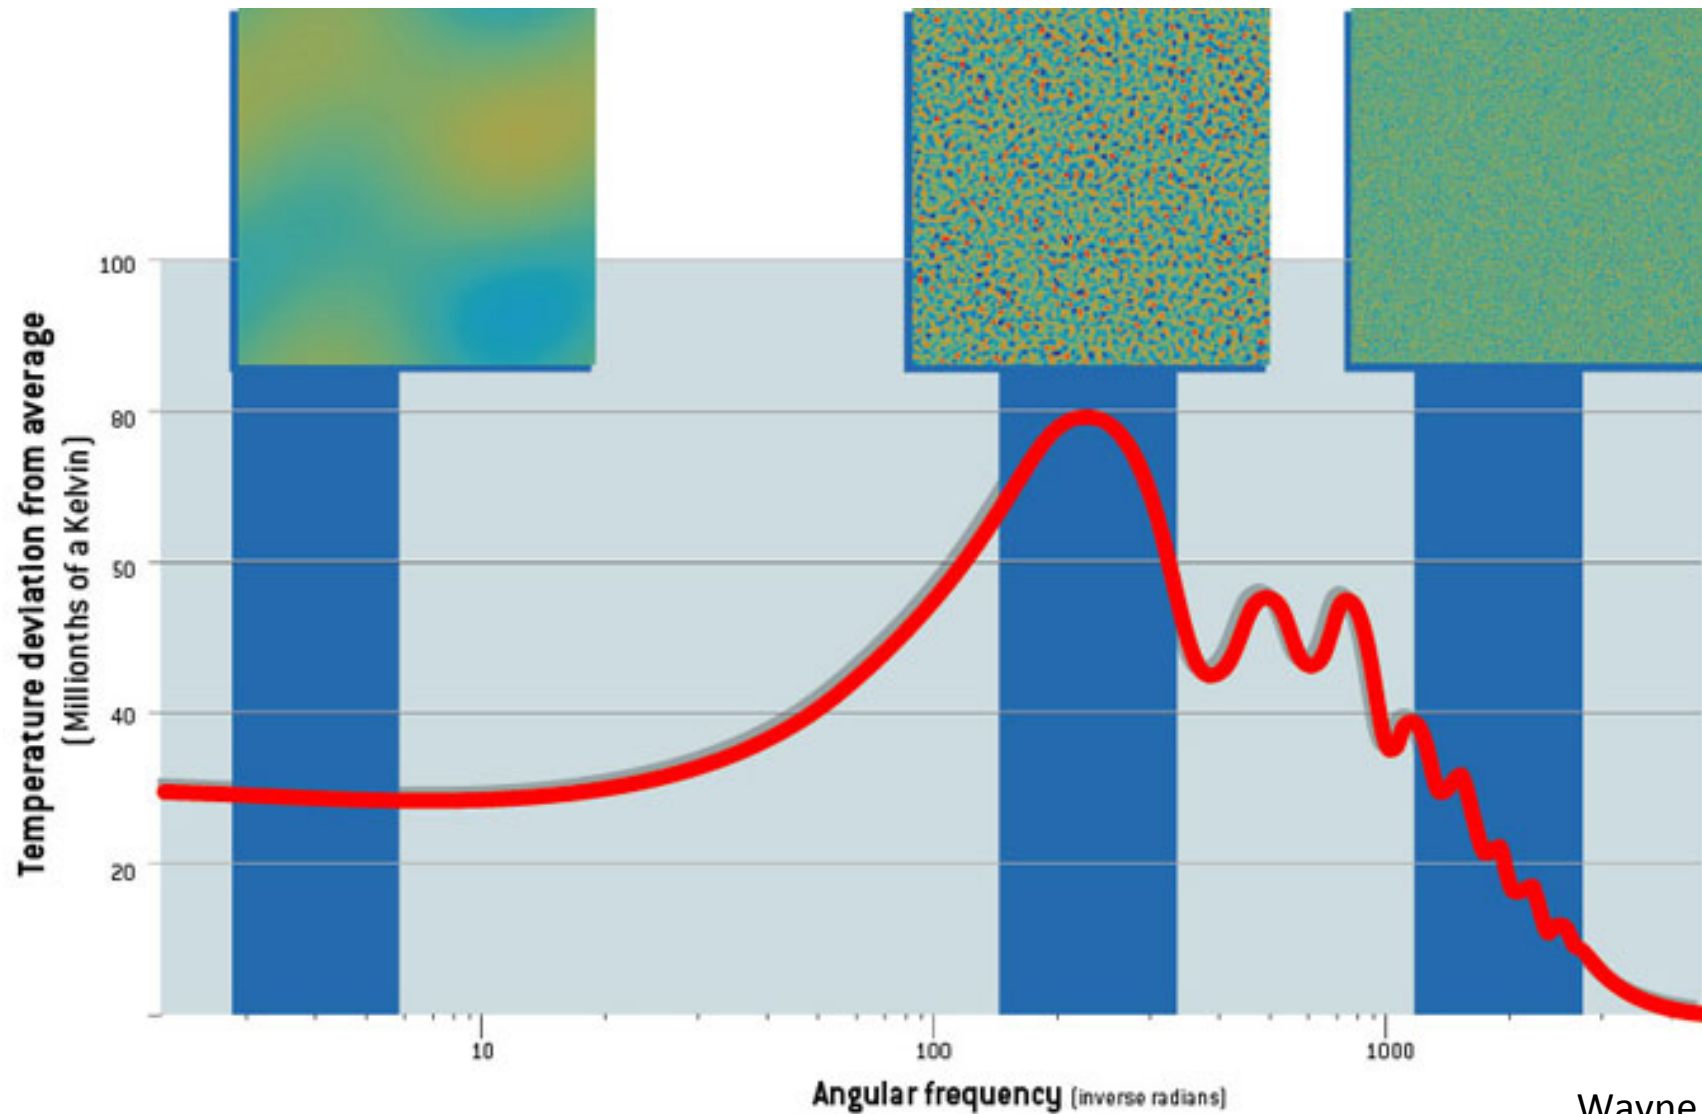 100
80
50
40
20
Temperature deviation from average
(Millionths of a Kelvin)
10
100
1000
Angular frequency (inverse radians)
Wayne